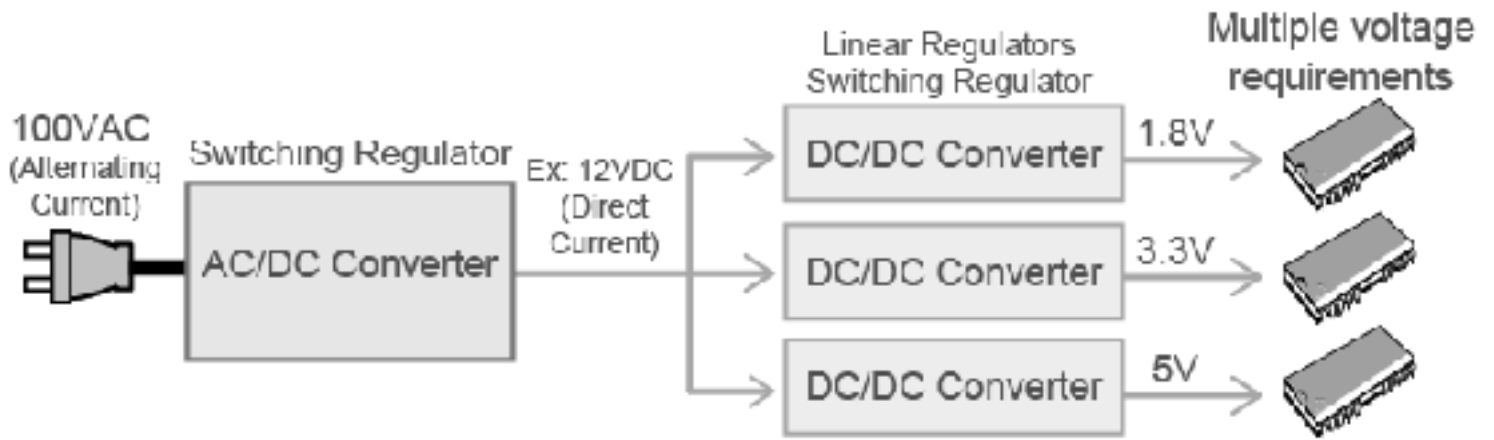 100VAC
(Alternating
Current)
Switching Regulator
AC/DC Converter
Ex: 12VDC
(Direct
Current)
Linear Regulators
Switching Regulator
DC/DC Converter
1.8V
DC/DC Converter
3.3V
DC/DC Converter
5V
Multiple voltage
requirements